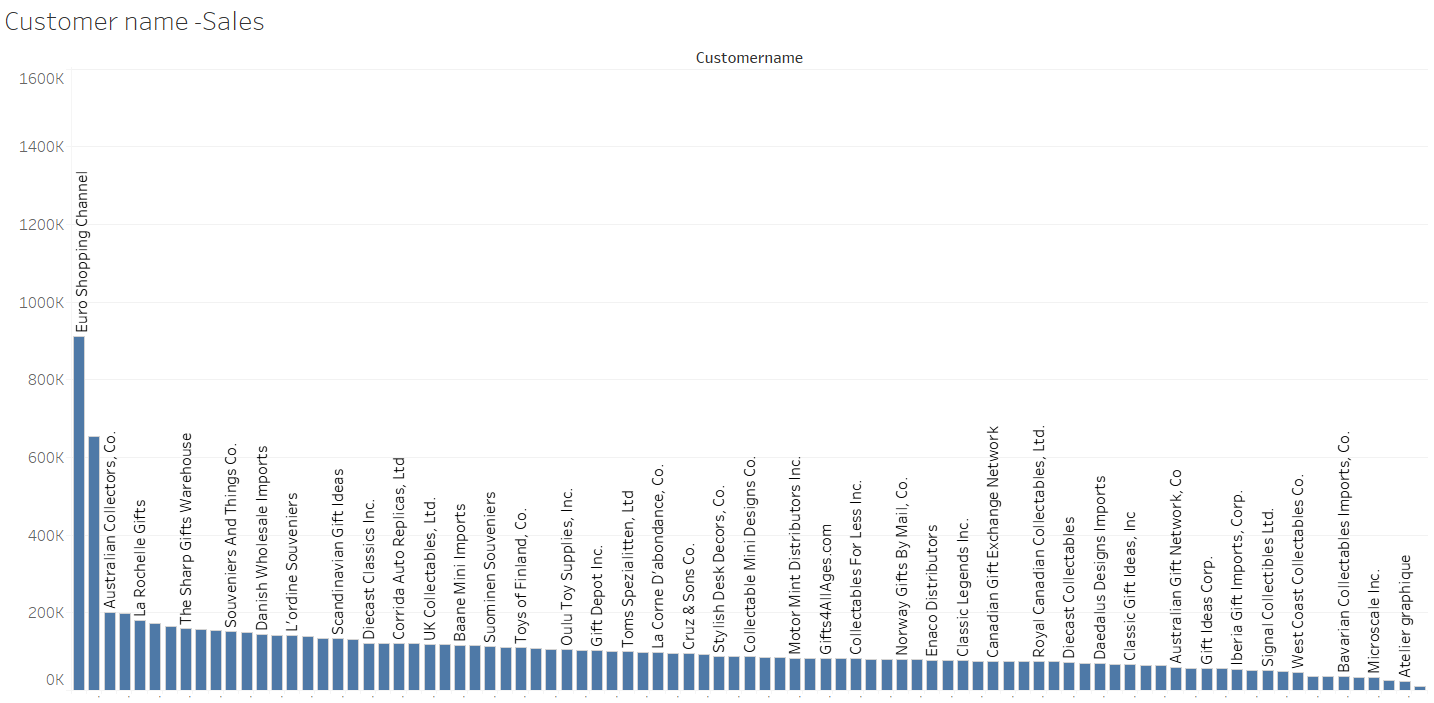 Customer name -Sales
Customername
1600K
1400K
1200K
1000K
800K
600K
400K
200K
0K
Euro Shopping Channel
Australian Collectors, Co.
La Rochelle Gifts
The Sharp Gifts Warehouse
Souveniers And Things Co.
Danish Wholesale Imports
L'ordine Souveniers
Scandinavian Gift Ideas
Diecast Classics Inc.
Corrida Auto Replicas, Ltd
UK Collectables, Ltd.
Baane Mini Imports
Suominen Souveniers
Toys of Finland, Co.
Oulu Toy Supplies, Inc.
Gift Depot Inc.
Toms Spezialitten, Ltd
La Corne D'abondance, Co.
Cruz & Sons Co.
Stylish Desk Decors, Co.
Collectable Mini Designs Co.
Motor Mint Distributors Inc.
Gifts4AllAges.com
Collectables For Less Inc.
Norway Gifts By Mail, Co.
Enaco Distributors
Classic Legends Inc.
Canadian Gift Exchange Network
Royal Canadian Collectables, Ltd.
Diecast Collectables
Daedalus Designs Imports
Classic Gift Ideas, Inc
Australian Gift Network, Co
Gift Ideas Corp.
Iberia Gift Imports, Corp.
Signal Collectibles Ltd.
West Coast Collectables Co.
Bavarian Collectables Imports, Co.
Microscale Inc.
Atelier graphique